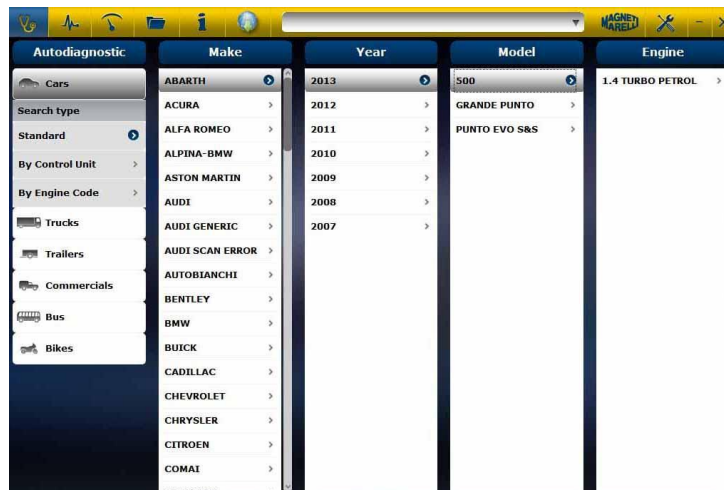 MAGNETI
MARELLI
Autodiagnostic
Cars
Search type
Standard
By Control Unit
By Engine Code
Trucks
Trailers
Commercials
Bus
Bikes
Make
ABARTH
ACURA
ALFA ROMEO
ALPINA-BMW
ASTON MARTIN
AUDI
AUDI GENERIC
AUDI SCAN ERROR
AUTOBIANCHI
BENTLEY
BMW
BUICK
CADILLAC
CHEVROLET
CHRYSLER
CITROEN
COMAI
Year
2013
2012
2011
2010
2009
2008
2007
Model
500
GRANDE PUNTO
PUNTO EVO S&S
Engine
1.4 TURBO PETROL